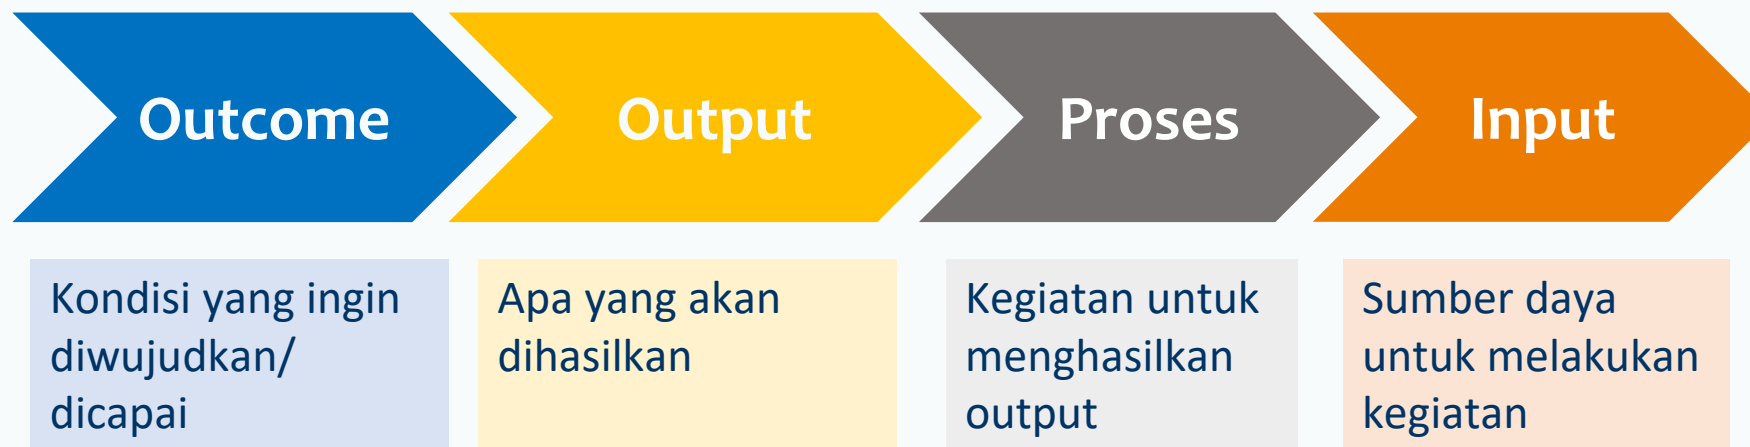 Outcome
Output
Proses
Input
Kondisi yang ingin
diwujudkan/
dicapai
Apa yang akan
dihasilkan
Kegiatan untuk
menghasilkan
output
Sumber daya
untuk melakukan
kegiatan